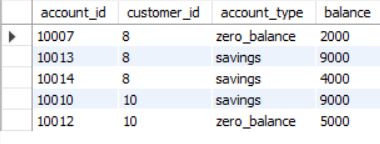 account_id customer_id account_type balance
10007 8 zero_balance 2000
10013 8 savings 9000
10014 8 savings 4000
10010 10 savings 9000
10012 10 zero_balance 5000